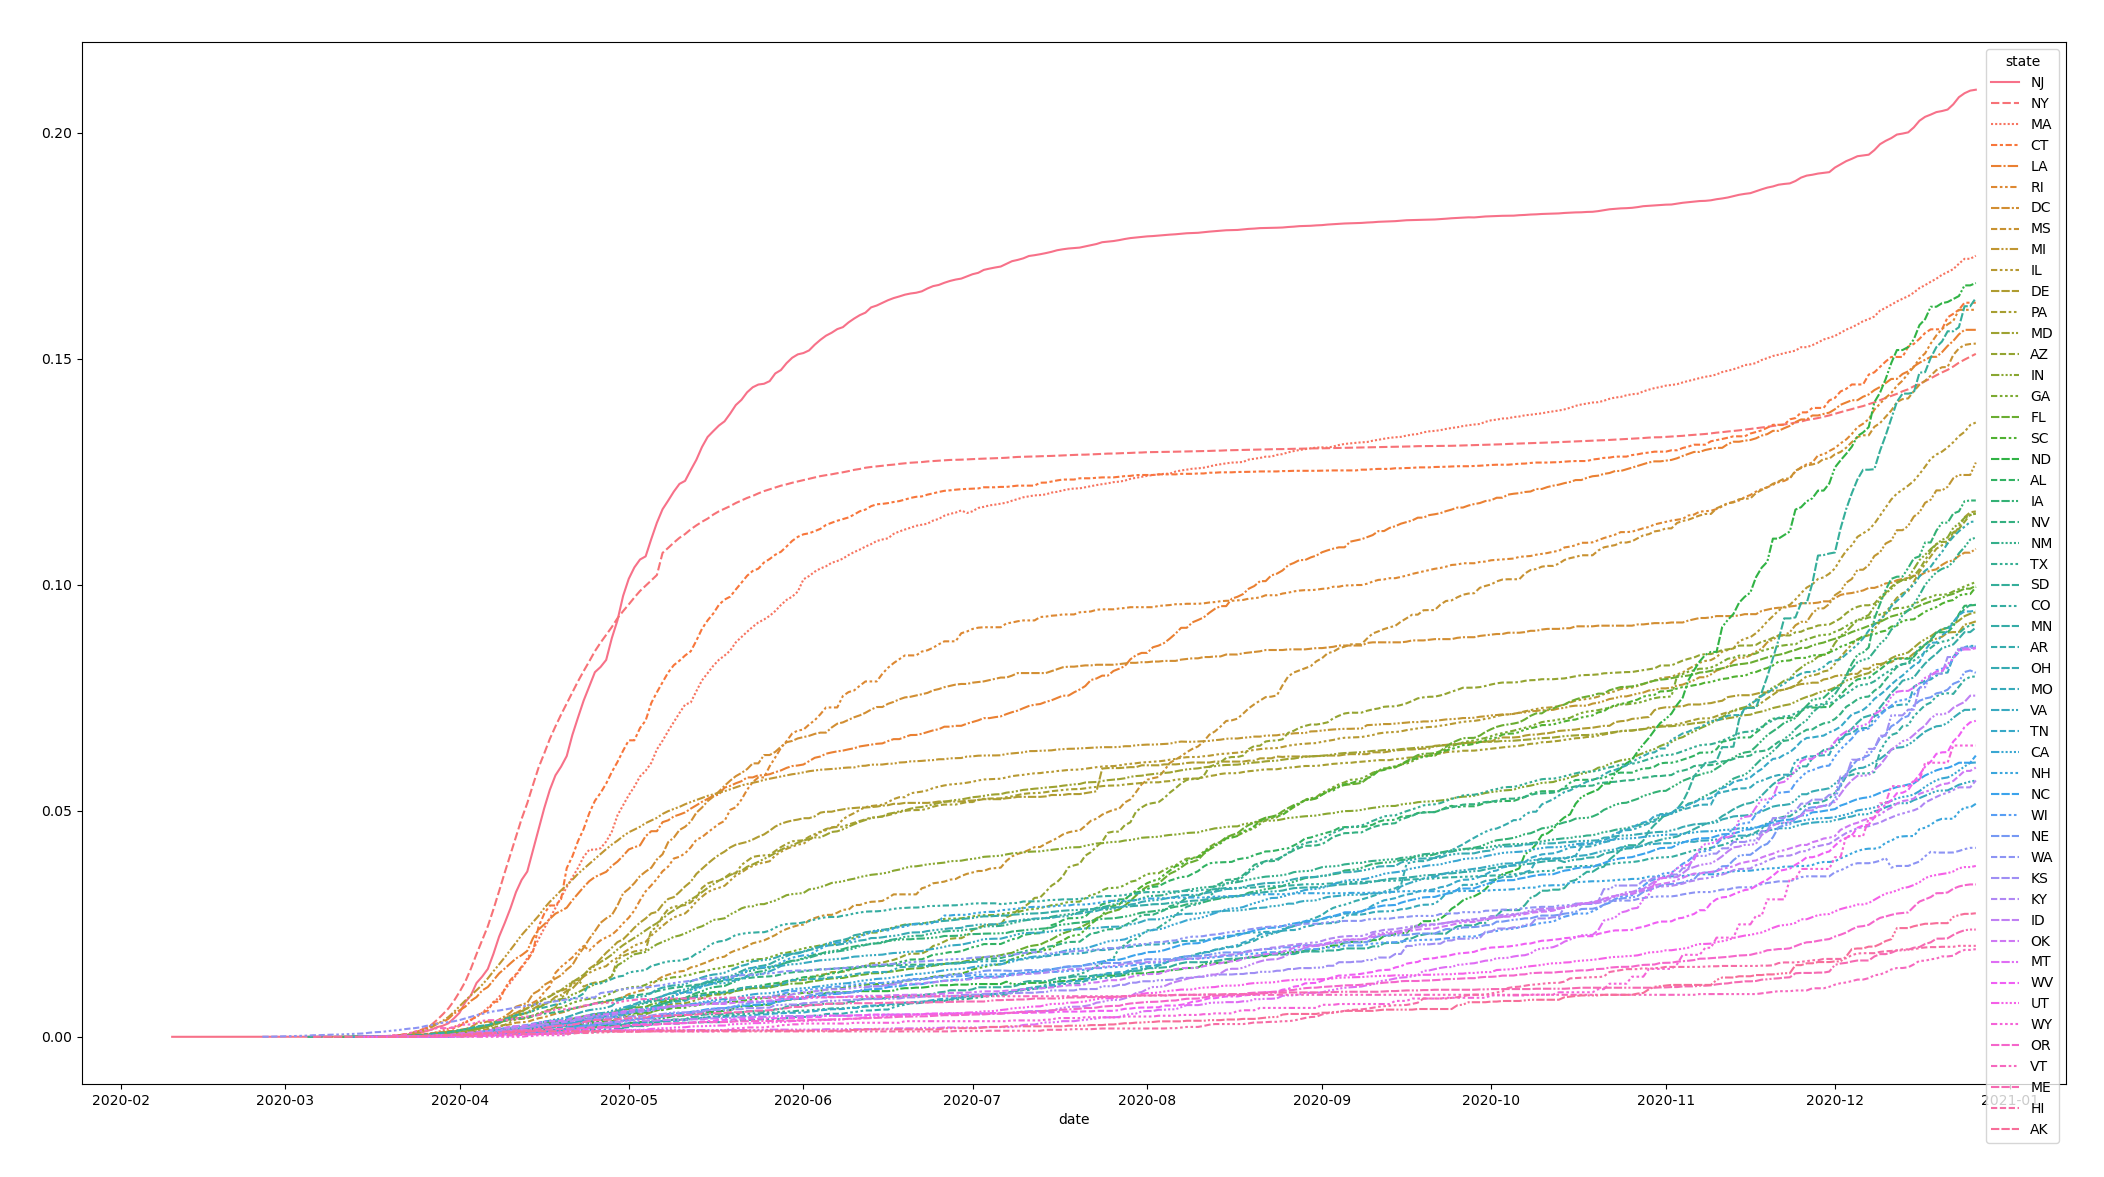 state
NJ
NY
MA
CT
LA
RI
DC
MS
MI
IL
DE
PA
MD
AZ
IN
GA
FL
SC
ND
AL
IA
NV
NM
TX
SD
CO
MN
AR
OH
MO
VA
TN
CA
NH
NC
WI
NE
WA
KS
KY
ID
OK
MT
WV
UT
WY
OR
VT
ME
HI
AK
0.20
0.15
0.10
0.05
0.00
2020-02 2020-03 2020-04 2020-05 2020-06 2020-07 2020-08 2020-09 2020-10 2020-11 2020-12 2021-01
date